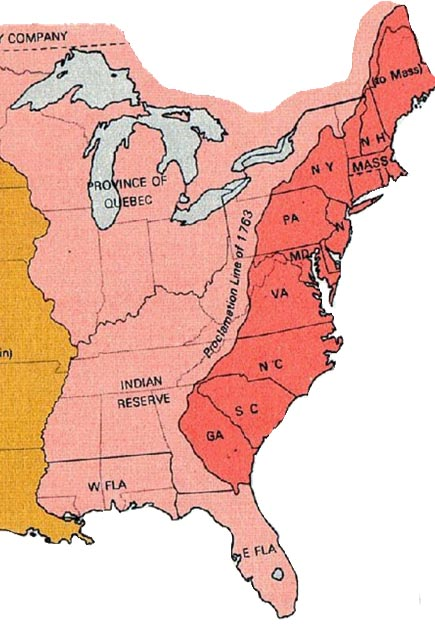 Y COMPANY
(to Mass)
N H
MASS
N Y
PROVINCE OF
QUEBEC
PA
N
Proclamation Line of 1763
MD
D
VA
in)
N C
INDIAN
RESERVE
S C
GA
W FLA
E FLA